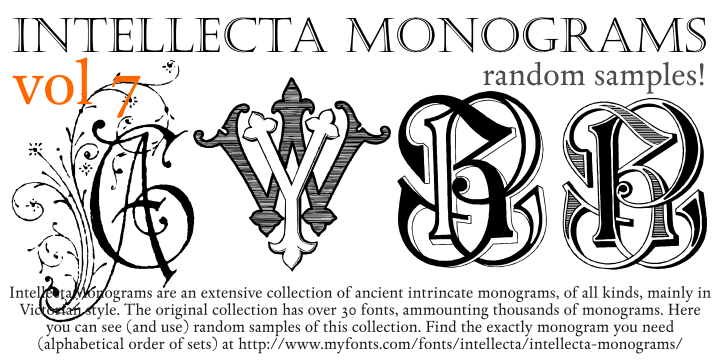 INTELLECTA MONOGRAMS
vol 7
random samples!
Intellecta Monograms are an extensive collection of ancient intrincate monograms, of all kinds, mainly in
Victorian style. The original collection has over 30 fonts, ammounting thousands of monograms. Here
you can see (and use) random samples of this collection. Find the exactly monogram you need
(alphabetical order of sets) at http://www.myfonts.com/fonts/intellecta/intellecta-monograms/